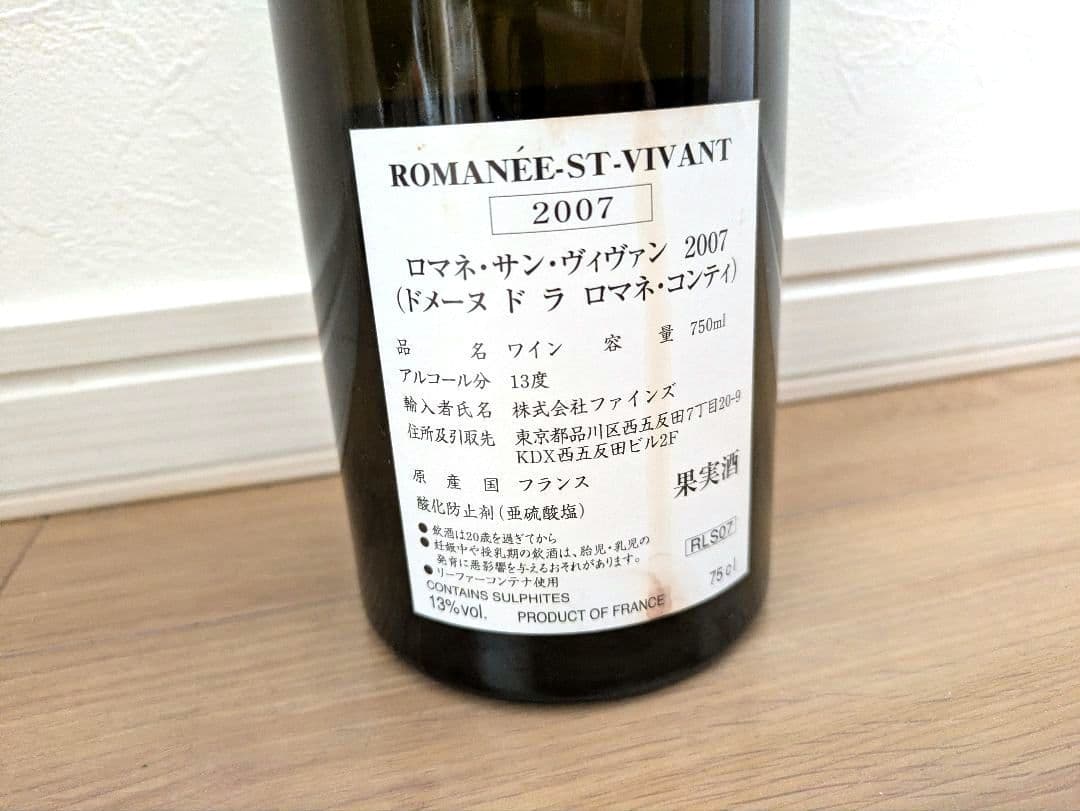 ROMANÉE-ST-VIVANT
2007
ロマネ・サン・ヴィヴァン 2007
(ドメーヌ ド ラ ロマネ・コンティ)
品名 ワイン 容量 750ml
アルコール分 13度
輸入者氏名 株式会社ファインズ
住所及引取先 東京都品川区西五反田7丁目20-9
KDX西五反田ビル2F
原産国 フランス
果実酒
酸化防止剤(亜硫酸塩)
●飲酒は20歳を過ぎてから
●妊娠中や授乳期の飲酒は、胎児・乳児の
発育に悪影響を与えるおそれがあります。
●リーファーコンテナ使用
RLS07
CONTAINS SULPHITES
13%vol. PRODUCT OF FRANCE 75cl